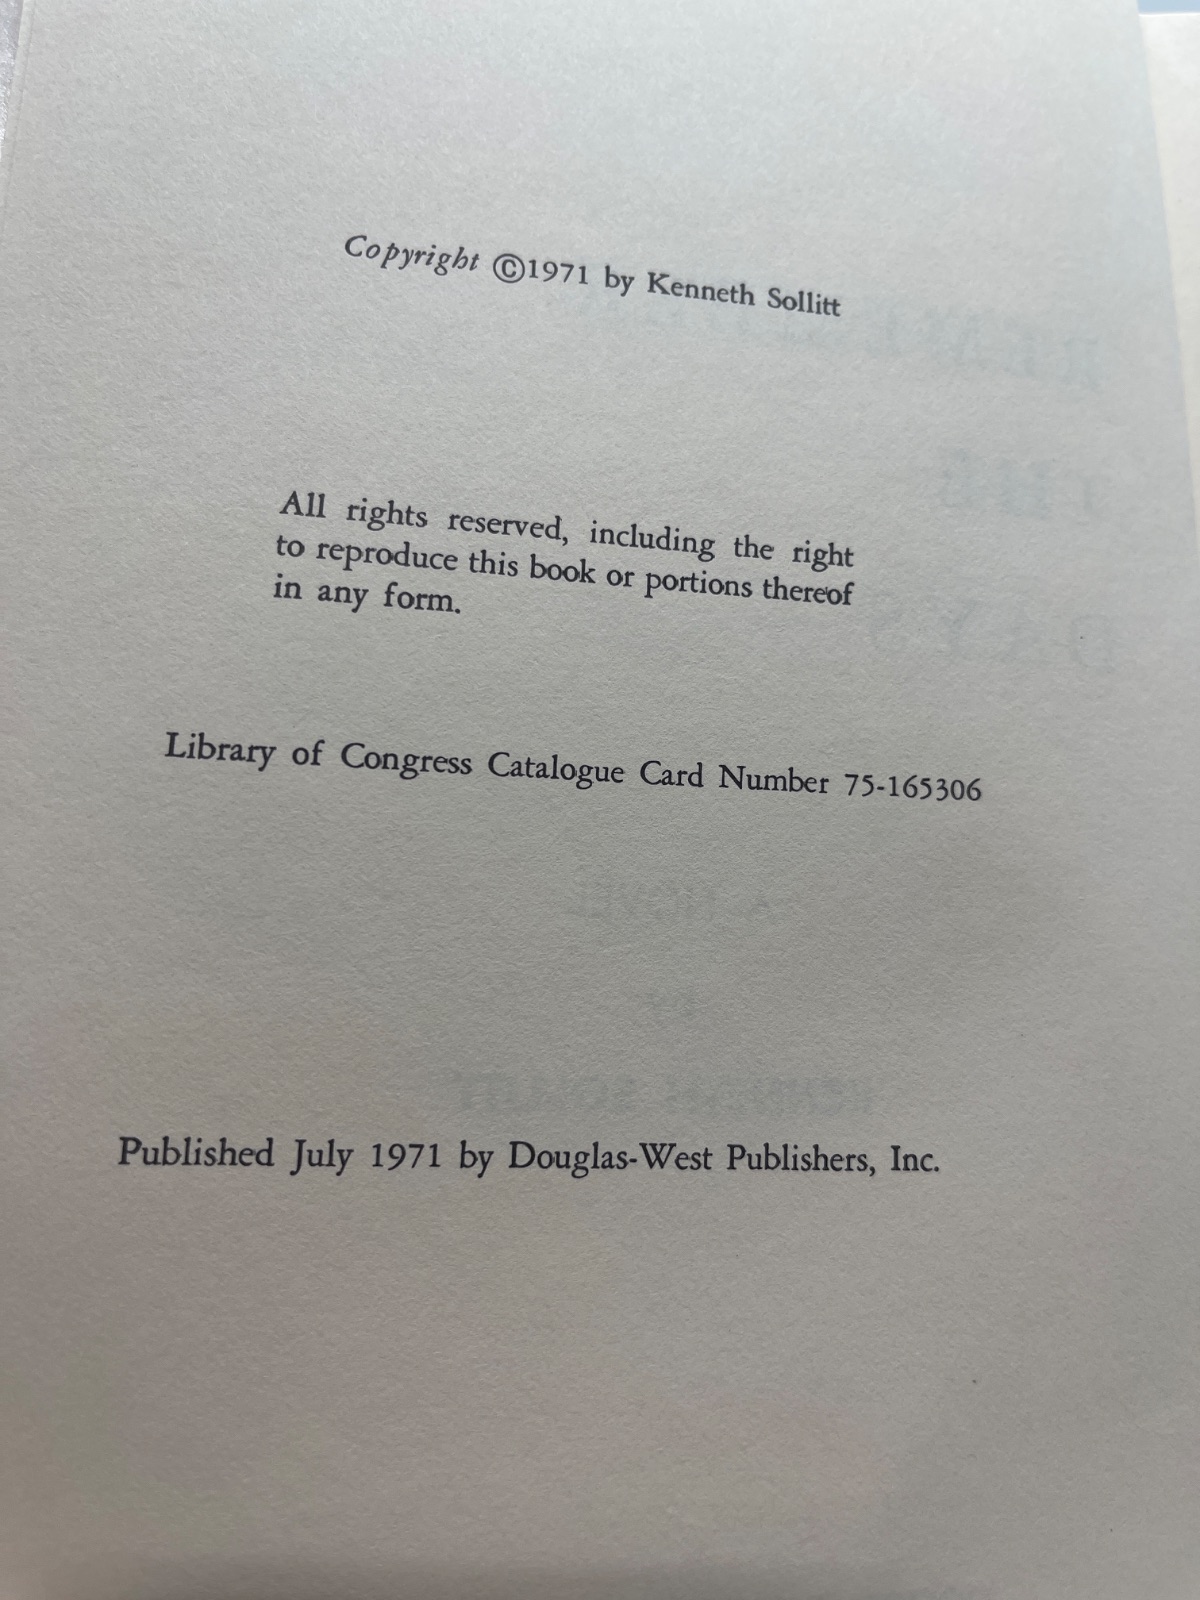 Copyright ©1971 by Kenneth Sollitt
All rights reserved, including the right
to reproduce this book or portions thereof
in any form.
Library of Congress Catalogue Card Number 75-165306
Published July 1971 by Douglas-West Publishers, Inc.